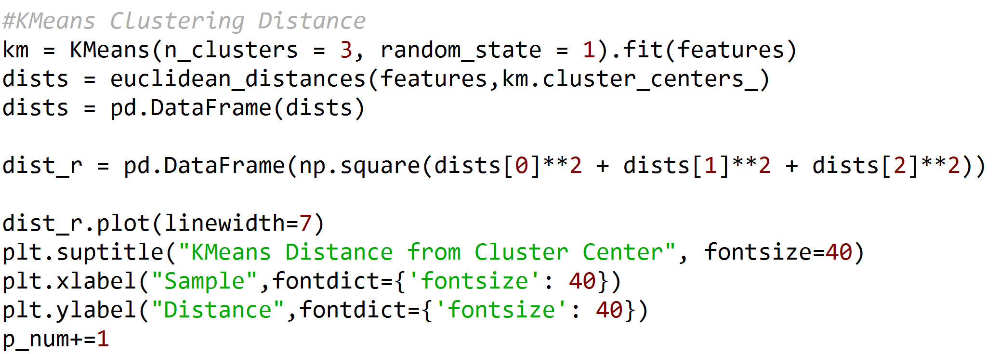 #KMeans Clustering Distance
km = KMeans(n_clusters = 3, random_state = 1).fit(features)
dists = euclidean_distances(features,km.cluster_centers_)
dists = pd.DataFrame(dists)
dist_r = pd.DataFrame(np.square(dists[0]**2 + dists[1]**2 + dists[2]**2))
dist_r.plot(linewidth=7)
plt.suptitle("KMeans Distance from Cluster Center", fontsize=40)
plt.xlabel("Sample",fontdict={'fontsize': 40})
plt.ylabel("Distance",fontdict={'fontsize': 40})
p_num+=1